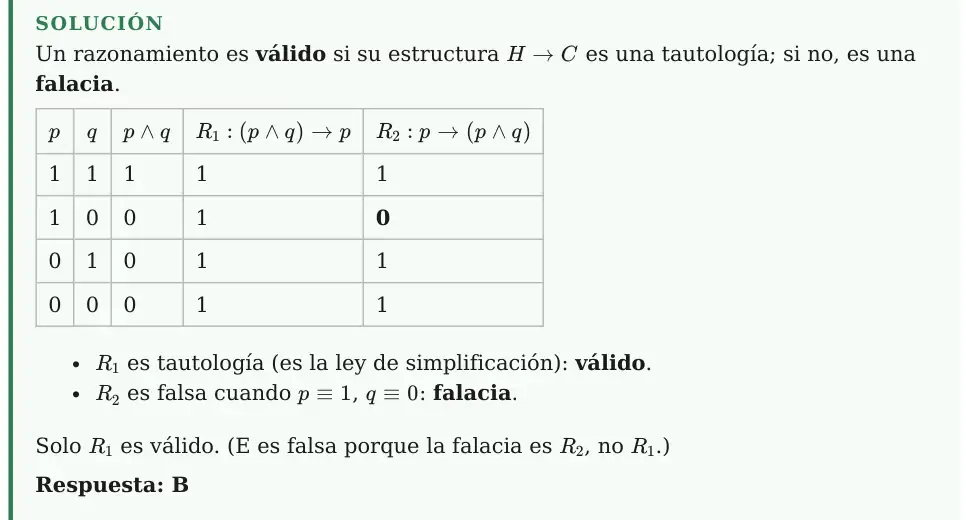 SOLUCIÓN
Un razonamiento es válido si su estructura H → C es una tautología; si no, es una
falacia.
p q p ∧ q R₁ : (p ∧ q) → p R₂ : p → (p ∧ q)
1 1 1 1 1
1 0 0 1 0
0 1 0 1 1
0 0 0 1 1
• R₁ es tautología (es la ley de simplificación): válido.
• R₂ es falsa cuando p ≡ 1, q ≡ 0: falacia.
Solo R₁ es válido. (E es falsa porque la falacia es R₂, no R₁.)
Respuesta: B